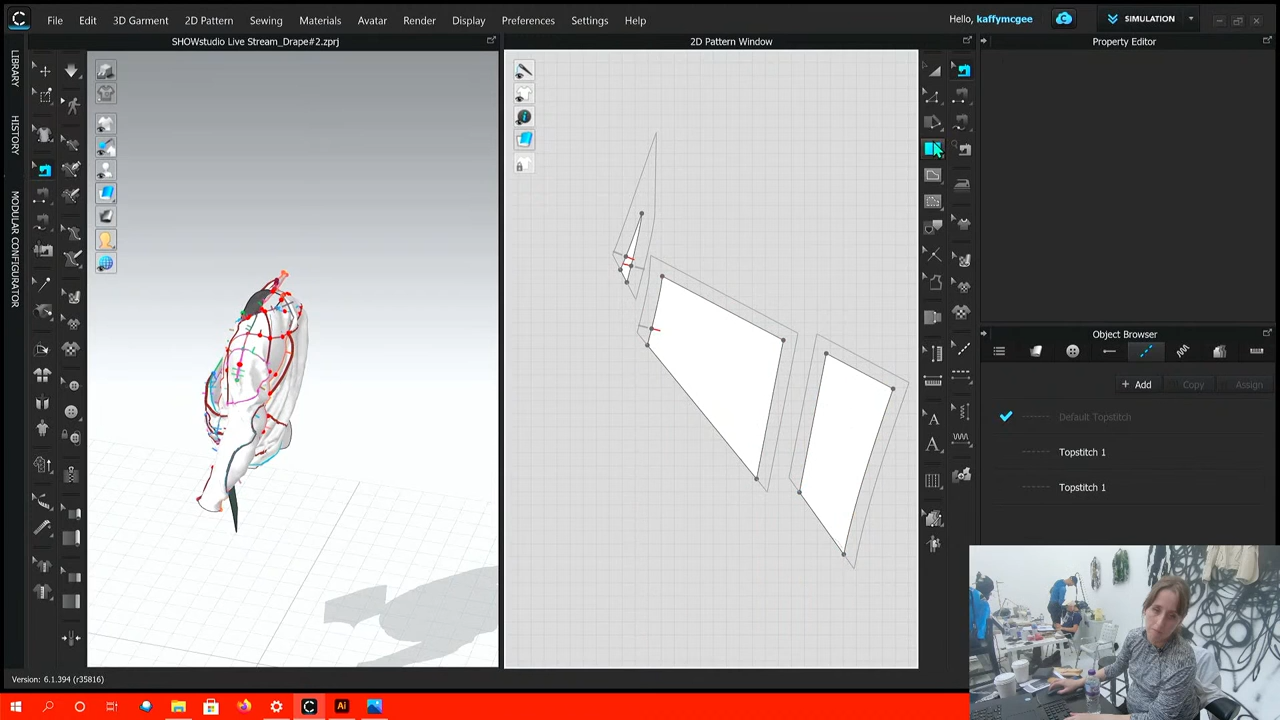 File Edit 3D Garment 2D Pattern Sewing Materials Avatar Render Display Preferences Settings Help
Hello, kaffymcgee
SIMULATION
SHOWstudio Live Stream_Drape#2.zprj
2D Pattern Window
Property Editor
LIBRARY
HISTORY
MODULAR CONFIGURATOR
Object Browser
+ Add Copy Assign
Default Topstitch
Topstitch 1
Topstitch 1
Version: 6.1.394 (r35816)
Ai